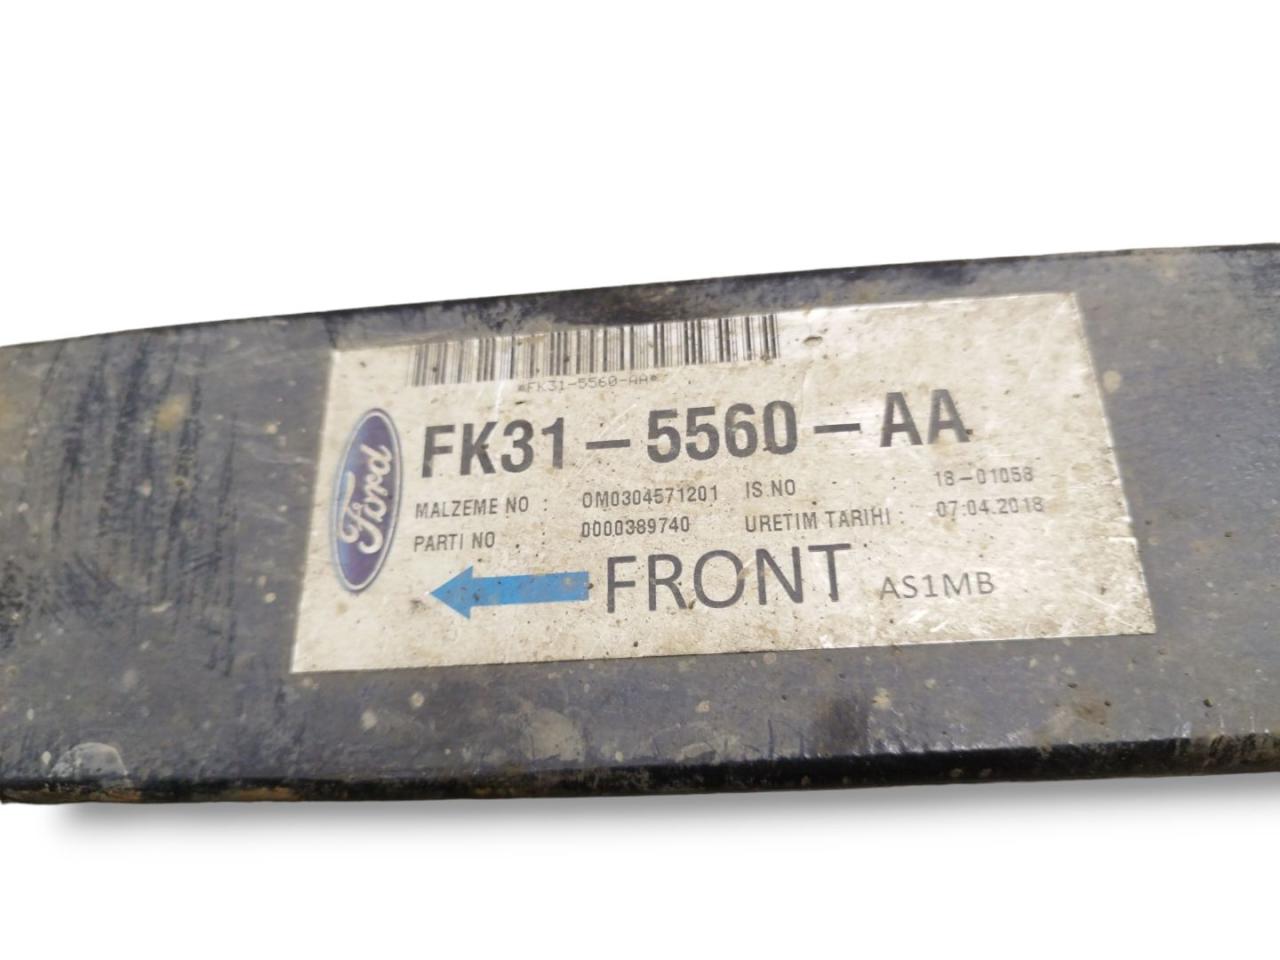 *FK31-5560-AA*
FK31-5560-AA
Ford
MALZEME NO : 0M0304571201 IS NO : 18-01058
PARTI NO : 0000389740 URETIM TARIHI : 07.04.2018
FRONT AS1MB